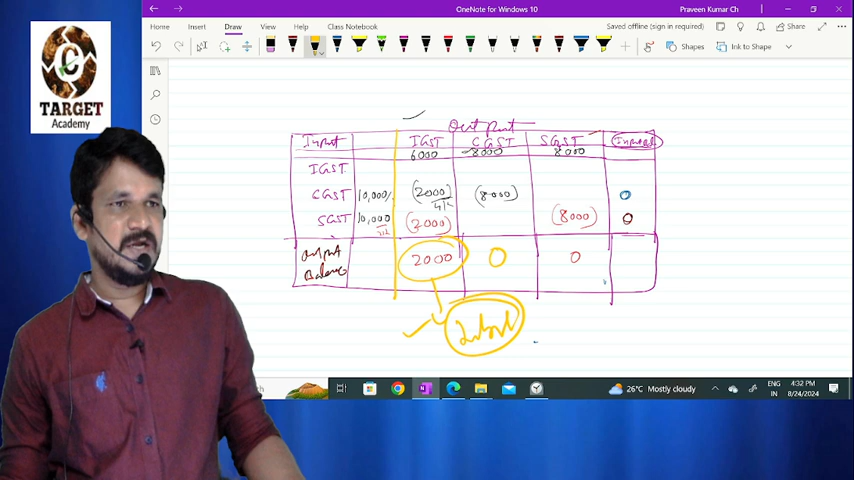 OneNote for Windows 10
Praveen Kumar Ch
Home Insert Draw View Help Class Notebook
Saved offline (sign in required)
Share
Shapes
Ink to Shape
TARGET
Academy
Output
Input IGST CGST SGST
6000 8000 8000
IGST
CGST 10,000/- (2000) (8000) 0
SGST 10,000 (2000) (8000) 0
Output 2000 0 0
Balance
26°C Mostly cloudy
ENG
IN
4:32 PM
8/24/2024